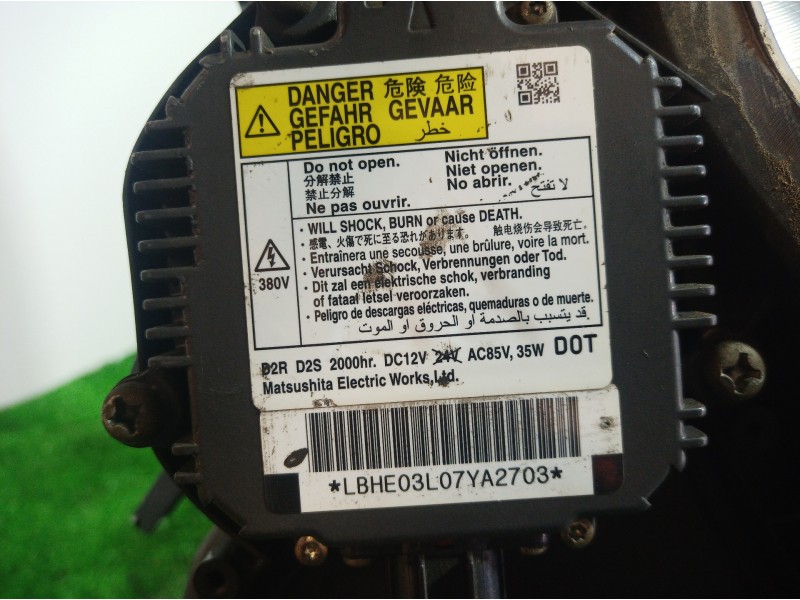 DANGER 危険 危险
GEFAHR GEVAAR
PELIGRO خطر
Do not open. Nicht öffnen.
分解禁止 Niet openen.
禁止分解 No abrir. لا تفتح
Ne pas ouvrir.
380V
· WILL SHOCK, BURN or cause DEATH.
· 感電、火傷で死に至る恐れがあります。 触电烧伤会导致死亡。
· Entraînera une secousse, une brûlure, voire la mort.
· Verursacht Schock, Verbrennungen oder Tod.
· Dit zal een elektrische schok, verbranding
of fataal letsel veroorzaken.
· Peligro de descargas eléctricas, quemaduras o de muerte.
· قد يتسبب بالصدمة او الحروق او الموت
D2R D2S 2000hr. DC12V 24V AC85V, 35W DOT
Matsushita Electric Works, Ltd.
*LBHE03L07YA2703*